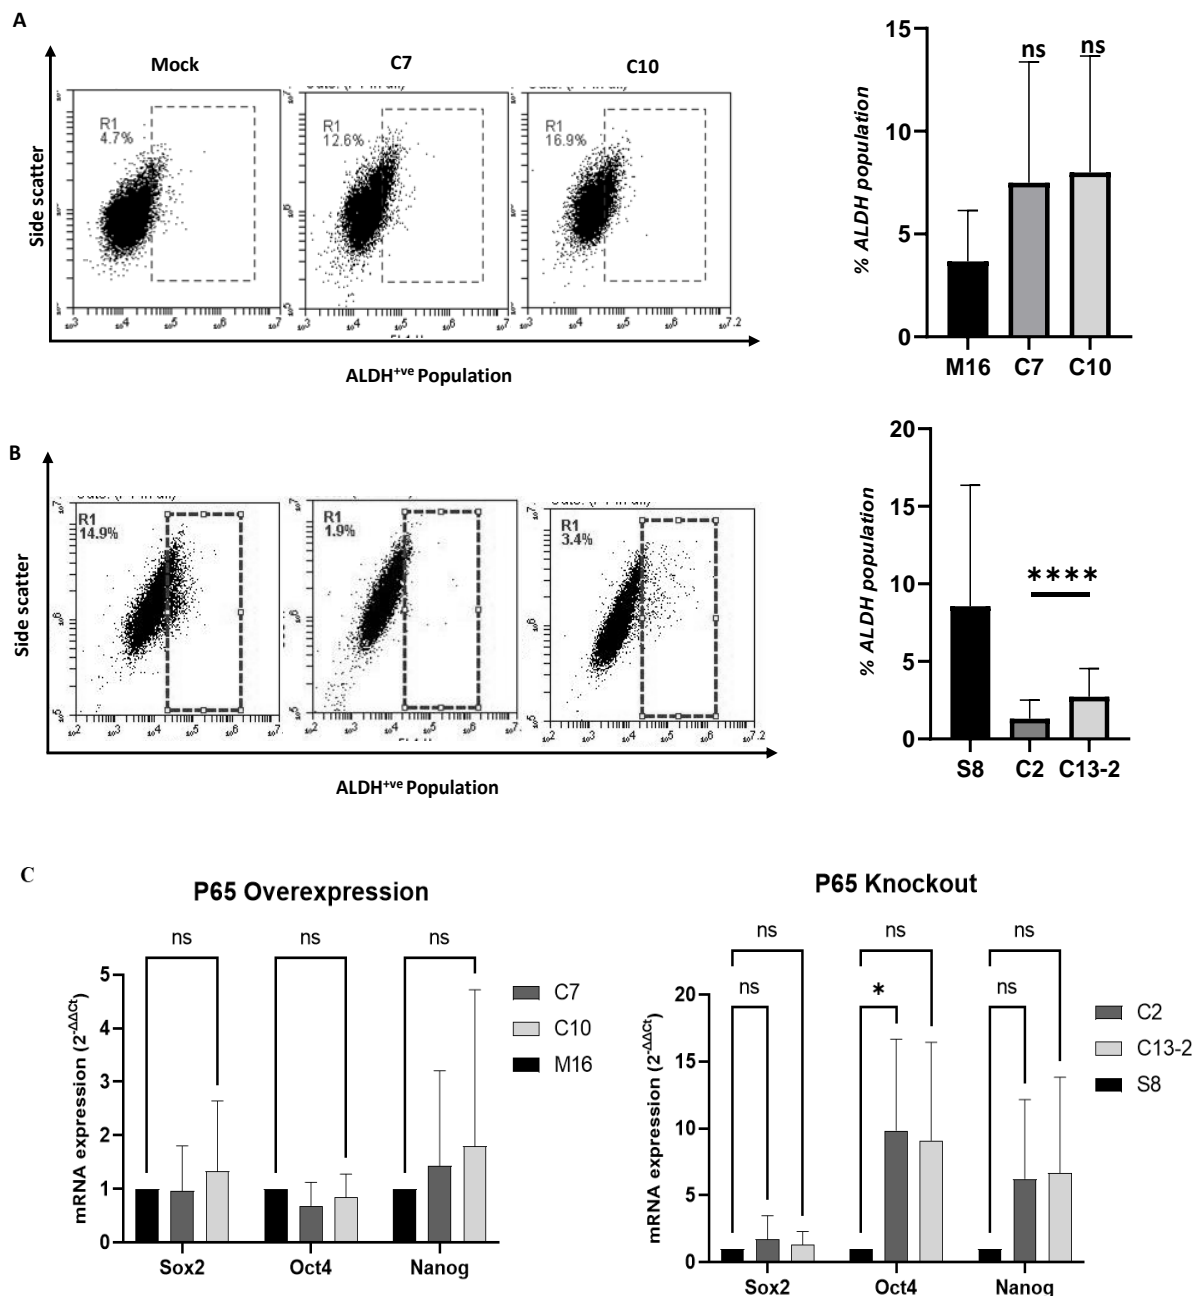 A
Mock
C7
C10
R1
4.7%
R1
12.6%
R1
16.9%
Side scatter
ALDH+ve Population
15
10
5
0
% ALDH population
ns
ns
M16
C7
C10
B
R1
14.9%
R1
1.9%
R1
3.4%
Side scatter
ALDH+ve Population
20
15
10
5
0
% ALDH population
****
S8
C2
C13-2
C
P65 Overexpression
ns
ns
ns
5
4
3
2
1
0
mRNA expression (2-ΔΔCt)
Sox2
Oct4
Nanog
C7
C10
M16
P65 Knockout
ns
ns
ns
ns
*
ns
20
15
10
5
0
mRNA expression (2-ΔΔCt)
Sox2
Oct4
Nanog
C2
C13-2
S8